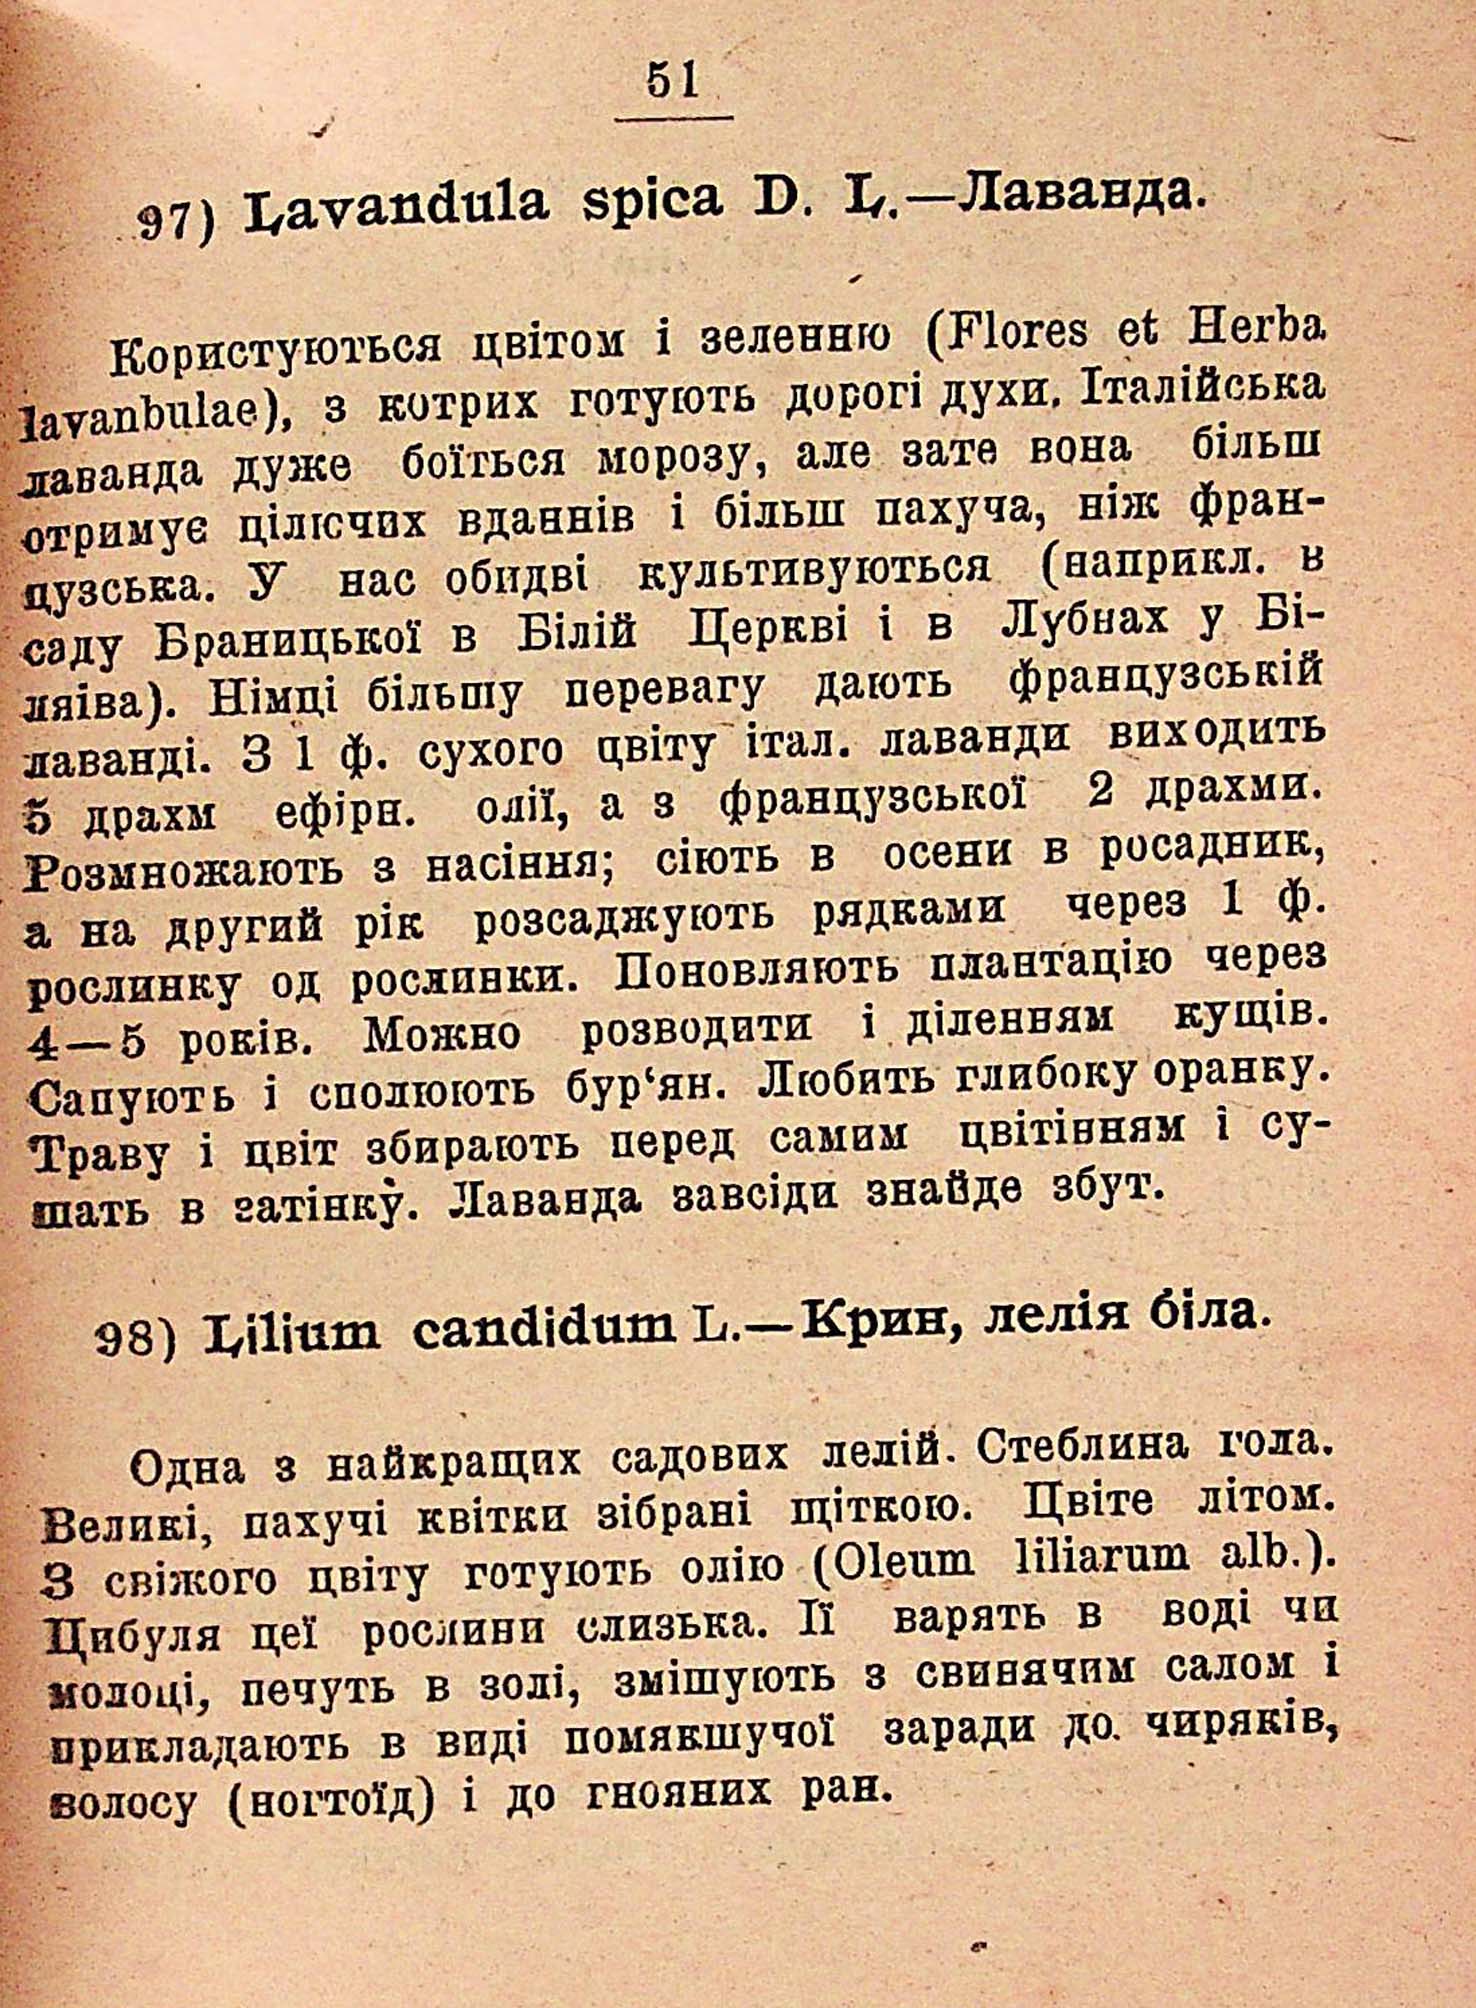 51
97) Lavandula spica D. L.—Лаванда.
Користуються цвітом і зеленню (Flores et Herba
lavanbulae), з котрих готують дорогі духи. Італійська
лаванда дуже боїться морозу, але зате вона більш
отримує цілючих вданнів і більш пахуча, ніж фран-
цузська. У нас обидві культивуються (наприкл. в
саду Браницької в Білій Церкві і в Лубнах у Бі-
ляіва). Німці більшу перевагу дають французській
лаванді. З 1 ф. сухого цвіту італ. лаванди виходить
5 драхм ефірн. олії, а з французської 2 драхми.
Розмножають з насіння; сіють в осени в росадник,
а на другий рік розсаджують рядками через 1 ф.
рослинку од рослинки. Поновляють плантацію через
4—5 років. Можно розводити і діленням кущів.
Сапують і сполюють бур‘ян. Любить глибоку оранку.
Траву і цвіт збирають перед самим цвітінням і су-
шать в затінку. Лаванда завсіди знайде збут.
98) Lilium candidum L.—Крин, лелія біла.
Одна з найкращих садових лелій. Стеблина гола.
Великі, пахучі квітки зібрані щіткою. Цвіте літом.
З свіжого цвіту готують олію (Oleum liliarum alb.).
Цибуля цеї рослини слизька. Її варять в воді чи
молоці, печуть в золі, змішують з свинячим салом і
прикладають в виді помякшучої заради до. чиряків,
волосу (ногтоїд) і до гнояних ран.